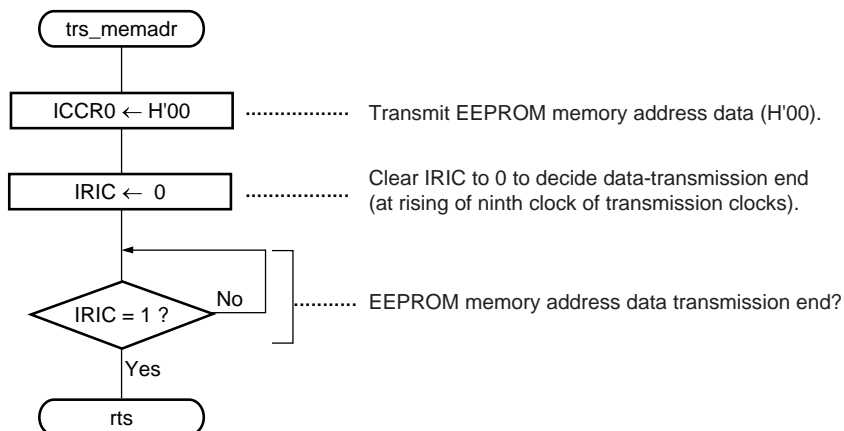 trs_memadr
ICCR0 ← H'00 .................. Transmit EEPROM memory address data (H'00).
IRIC ← 0 .................. Clear IRIC to 0 to decide data-transmission end
(at rising of ninth clock of transmission clocks).
No
IRIC = 1 ? ........... EEPROM memory address data transmission end?
Yes
rts